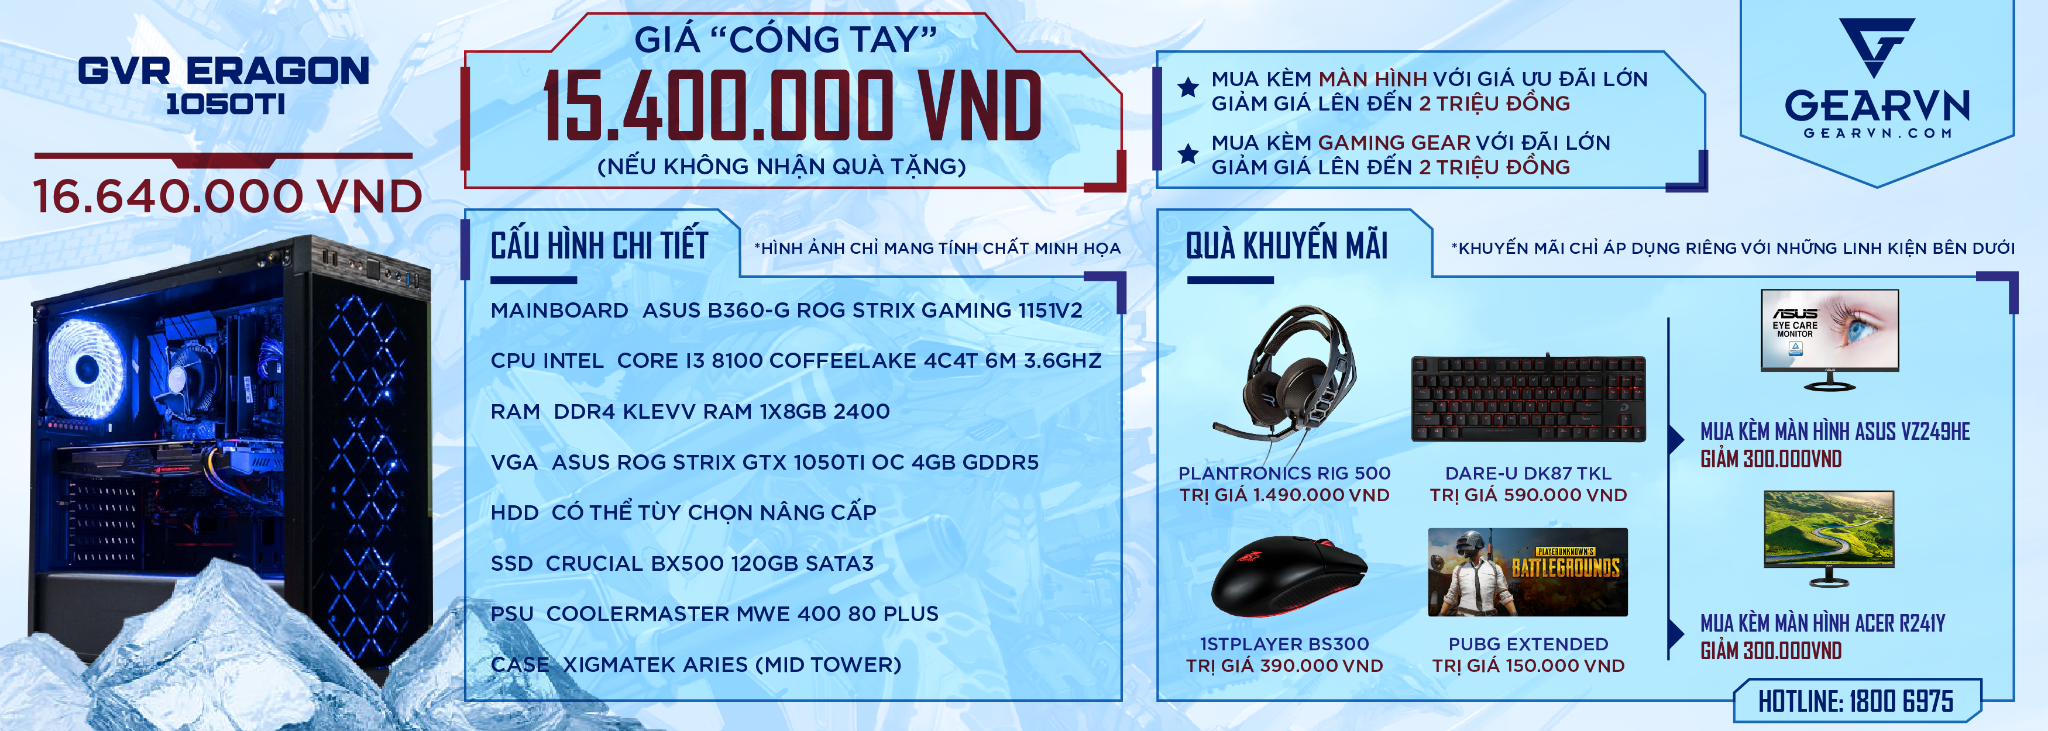 GVR ERAGON
1050TI
16.640.000 VND
GIÁ “CÓNG TAY”
15.400.000 VND
(NẾU KHÔNG NHẬN QUÀ TẶNG)
MUA KÈM MÀN HÌNH VỚI GIÁ ƯU ĐÃI LỚN
GIẢM GIÁ LÊN ĐẾN 2 TRIỆU ĐỒNG
MUA KÈM GAMING GEAR VỚI ĐÃI LỚN
GIẢM GIÁ LÊN ĐẾN 2 TRIỆU ĐỒNG
GEARVN
GEARVN.COM
CẤU HÌNH CHI TIẾT
*HÌNH ẢNH CHỈ MANG TÍNH CHẤT MINH HỌA
MAINBOARD ASUS B360-G ROG STRIX GAMING 1151V2
CPU INTEL CORE I3 8100 COFFEELAKE 4C4T 6M 3.6GHZ
RAM DDR4 KLEVV RAM 1X8GB 2400
VGA ASUS ROG STRIX GTX 1050TI OC 4GB GDDR5
HDD CÓ THỂ TÙY CHỌN NÂNG CẤP
SSD CRUCIAL BX500 120GB SATA3
PSU COOLERMASTER MWE 400 80 PLUS
CASE XIGMATEK ARIES (MID TOWER)
QUÀ KHUYẾN MÃI
*KHUYẾN MÃI CHỈ ÁP DỤNG RIÊNG VỚI NHỮNG LINH KIỆN BÊN DƯỚI
PLANTRONICS RIG 500
TRỊ GIÁ 1.490.000 VND
DARE-U DK87 TKL
TRỊ GIÁ 590.000 VND
PLAYERUNKNOWN'S
BATTLEGROUNDS
1STPLAYER BS300
TRỊ GIÁ 390.000 VND
PUBG EXTENDED
TRỊ GIÁ 150.000 VND
ASUS
EYE CARE
MONITOR
MUA KÈM MÀN HÌNH ASUS VZ249HE
GIẢM 300.000VND
MUA KÈM MÀN HÌNH ACER R241Y
GIẢM 300.000VND
HOTLINE: 1800 6975